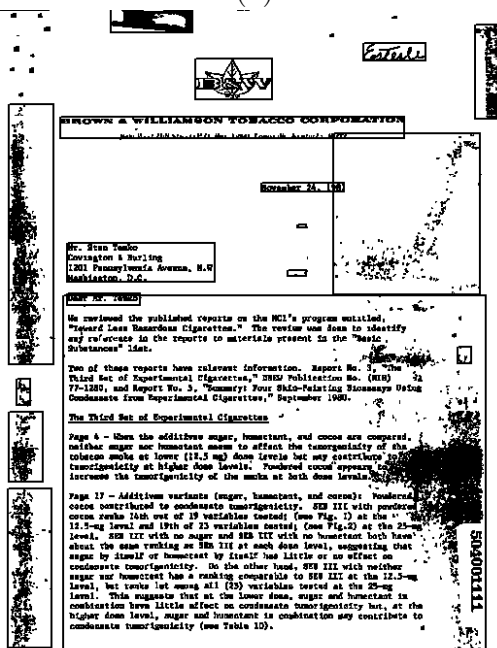 B&W
BROWN & WILLIAMSON TOBACCO CORPORATION
November 24, 1981
Mr. Stan Temko
Covington & Burling
1201 Pennsylvania Avenue, N.W
Washington, D.C.
Dear Mr. Temko
We reviewed the published reports on the NCI's program entitled,
"Toward Less Hazardous Cigarettes." The review was done to identify
any reference in the reports to materials present in the "Basic
Substances" list.
Two of these reports have relevant information. Report No. 3, "The
Third Set of Experimental Cigarettes," DHEW Publication No. (NIH)
77-1280, and Report No. 5, "Summary: Four Skin-Painting Bioassays Using
Condensate from Experimental Cigarettes," September 1980.
The Third Set of Experimental Cigarettes
Page 4 - When the additives sugar, humectant, and cocoa are compared,
neither sugar nor humectant seems to affect the tumorgenicity of the
tobacco smoke at lower (12.5 mg) dose levels but may contribute to
tumorigenicity at higher dose levels. Powdered cocoa appears to
increase the tumorigenicity of the smoke at both dose levels.
Page 17 - Additives variants (sugar, humectant, and cocoa): Powdered
cocoa contributed to condensate tumorigenicity. SEB III with powdered
cocoa ranks 14th out of 19 variables tested; (see Fig. 1) at the
12.5-mg level and 19th of 23 variables tested; (see Fig.2) at the 25-mg
level. SEB III with no sugar and SEB III with no humectant both have
about the same ranking as SEB III at each dose level, suggesting that
sugar by itself or humectant by itself has little or no effect on
condensate tumorigenicity. On the other hand, SEB III with neither
sugar nor humectant has a ranking comparable to SEB III at the 12.5-mg
level, but ranks low among all (23) variables tested at the 25-mg
level. This suggests that at the lower dose, sugar and humectant in
combination have little effect on condensate tumorigenicity but, at the
higher dose level, sugar and humectant in combination may contribute to
condensate tumorigenicity (see Table 10).
504001111